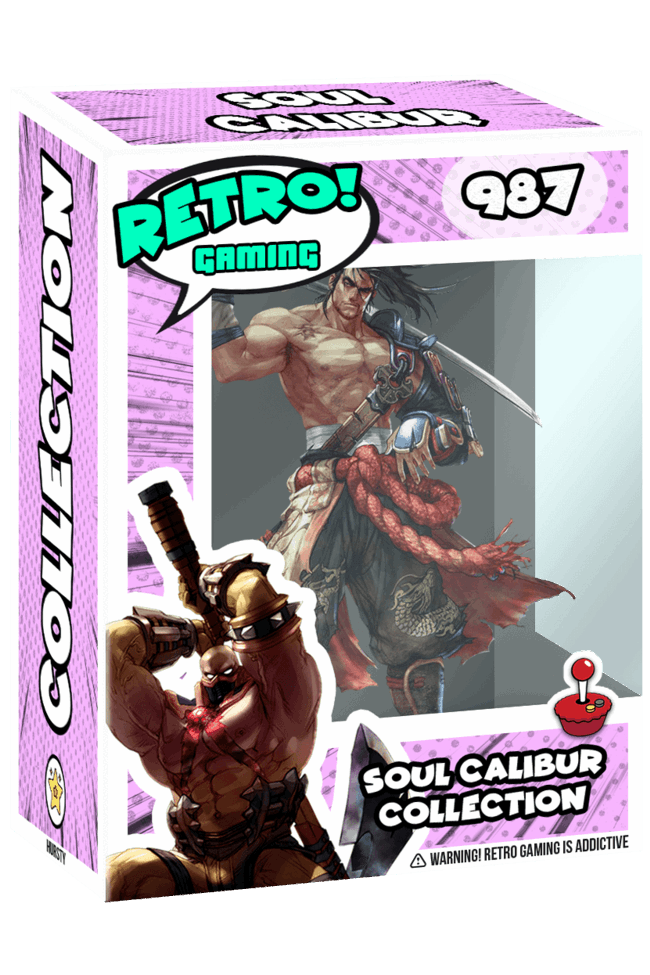 SOUL
CALIBUR
RETRO!
GAMING
987
COLLECTION
SOUL CALIBUR
COLLECTION
⚠ WARNING! RETRO GAMING IS ADDICTIVE
HURSTY